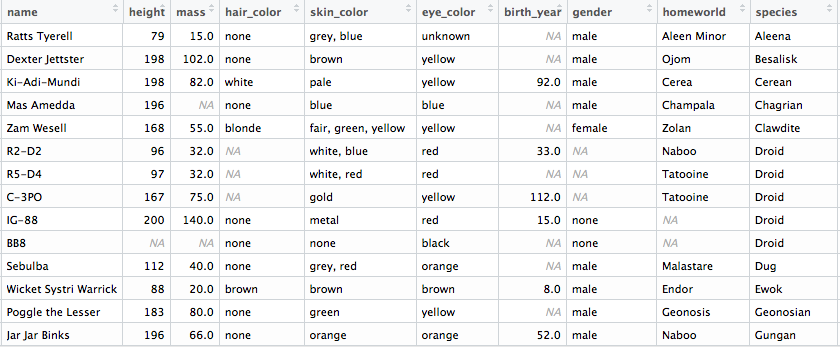 name height mass hair_color skin_color eye_color birth_year gender homeworld species
Ratts Tyerell 79 15.0 none grey, blue unknown NA male Aleen Minor Aleena
Dexter Jettster 198 102.0 none brown yellow NA male Ojom Besalisk
Ki-Adi-Mundi 198 82.0 white pale yellow 92.0 male Cerea Cerean
Mas Amedda 196 NA none blue blue NA male Champala Chagrian
Zam Wesell 168 55.0 blonde fair, green, yellow yellow NA female Zolan Clawdite
R2-D2 96 32.0 NA white, blue red 33.0 NA Naboo Droid
R5-D4 97 32.0 NA white, red red NA NA Tatooine Droid
C-3PO 167 75.0 NA gold yellow 112.0 NA Tatooine Droid
IG-88 200 140.0 none metal red 15.0 none NA Droid
BB8 NA NA none none black NA none NA Droid
Sebulba 112 40.0 none grey, red orange NA male Malastare Dug
Wicket Systri Warrick 88 20.0 brown brown brown 8.0 male Endor Ewok
Poggle the Lesser 183 80.0 none green yellow NA male Geonosis Geonosian
Jar Jar Binks 196 66.0 none orange orange 52.0 male Naboo Gungan